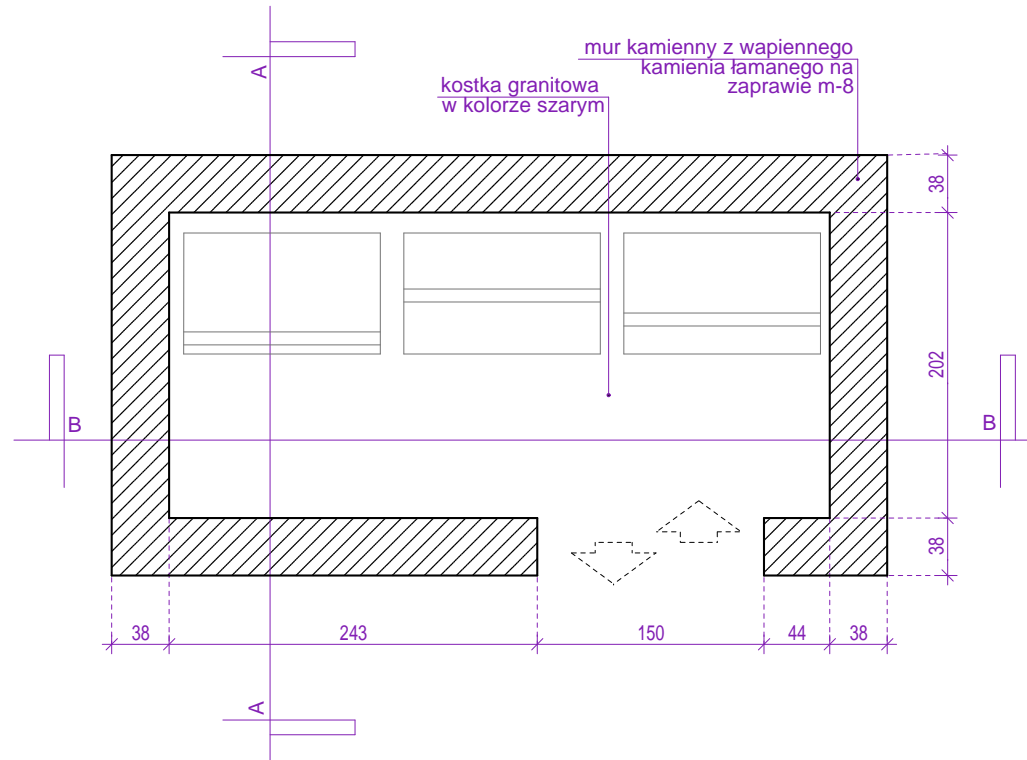 A
mur kamienny z wapiennego
kamienia łamanego na
zaprawie m-8
kostka granitowa
w kolorze szarym
38
202
B
B
38
38
243
150
44
38
A